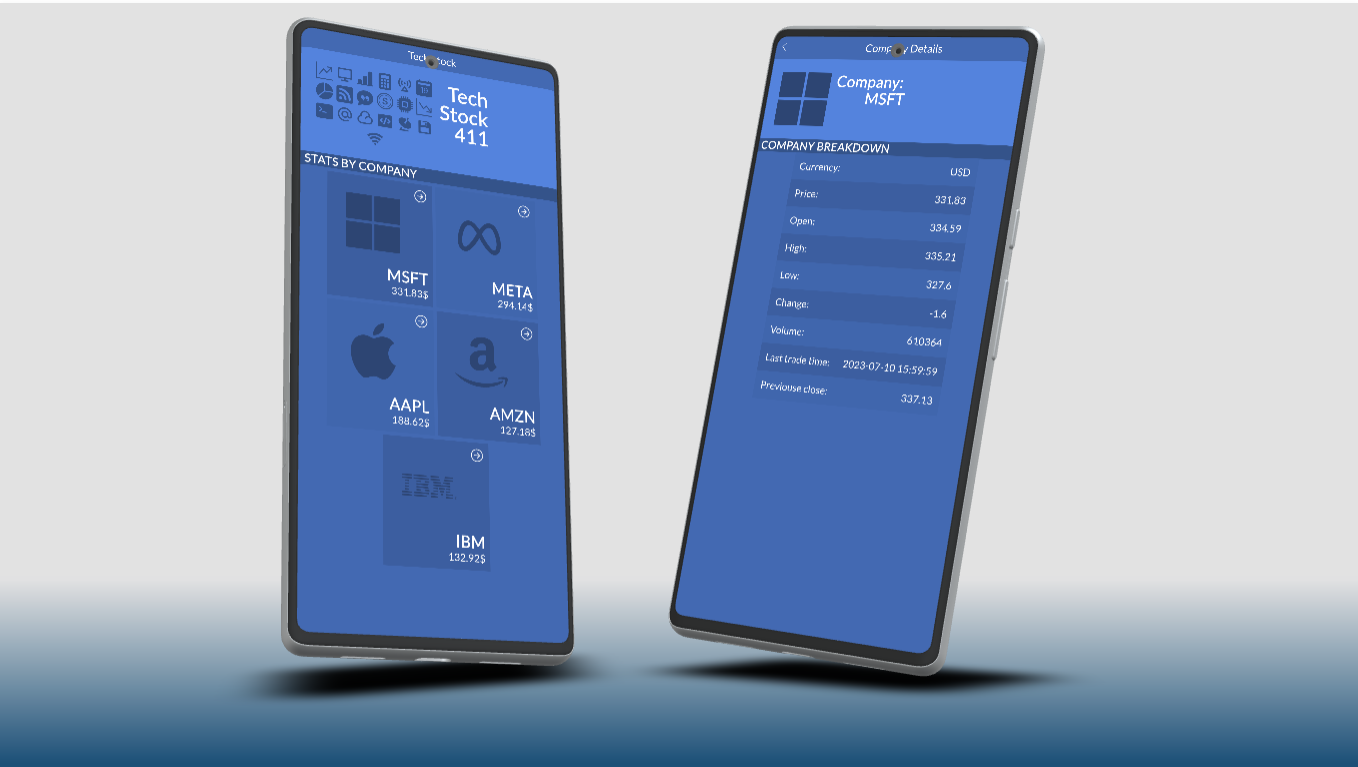 Tech Stock
Tech
Stock
411
STATS BY COMPANY
MSFT
331.83$
META
294.14$
a
AAPL
188.62$
AMZN
127.18$
IBM
IBM
132.92$
Company Details
Company:
MSFT
COMPANY BREAKDOWN
Currency: USD
Price: 331.83
Open: 334.59
High: 335.21
Low: 327.6
Change: -1.6
Volume: 610364
Last trade time: 2023-07-10 15:59:59
Previouse close: 337.13